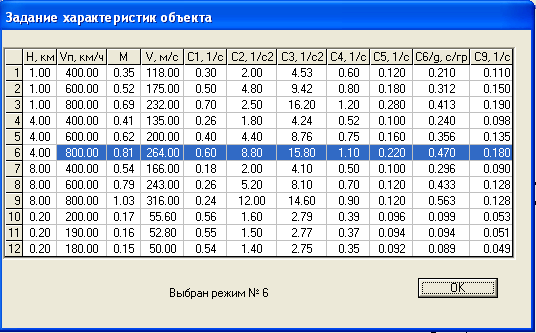 Задание характеристик объекта
H, км Vп, км/ч M V, м/с C1, 1/с C2, 1/с2 C3, 1/с2 C4, 1/с C5, 1/с C6/g, с/гр C9, 1/с
1 1.00 400.00 0.35 118.00 0.30 2.00 4.53 0.60 0.120 0.210 0.110
2 1.00 600.00 0.52 175.00 0.50 4.80 9.42 0.80 0.180 0.312 0.150
3 1.00 800.00 0.69 232.00 0.70 2.50 16.20 1.20 0.280 0.413 0.190
4 4.00 400.00 0.41 135.00 0.26 1.80 4.24 0.52 0.100 0.240 0.098
5 4.00 600.00 0.62 200.00 0.40 4.40 8.76 0.75 0.160 0.356 0.135
6 4.00 800.00 0.81 264.00 0.60 8.80 15.80 1.10 0.220 0.470 0.180
7 8.00 400.00 0.54 166.00 0.18 2.00 4.10 0.50 0.100 0.296 0.090
8 8.00 600.00 0.79 243.00 0.26 5.20 8.10 0.70 0.120 0.433 0.128
9 8.00 800.00 1.03 316.00 0.24 12.00 14.60 0.90 0.120 0.563 0.128
10 0.20 200.00 0.17 55.60 0.56 1.60 2.79 0.39 0.096 0.099 0.053
11 0.20 190.00 0.16 52.80 0.55 1.50 2.77 0.37 0.094 0.094 0.051
12 0.20 180.00 0.15 50.00 0.54 1.40 2.75 0.35 0.092 0.089 0.049
Выбран режим № 6
OK